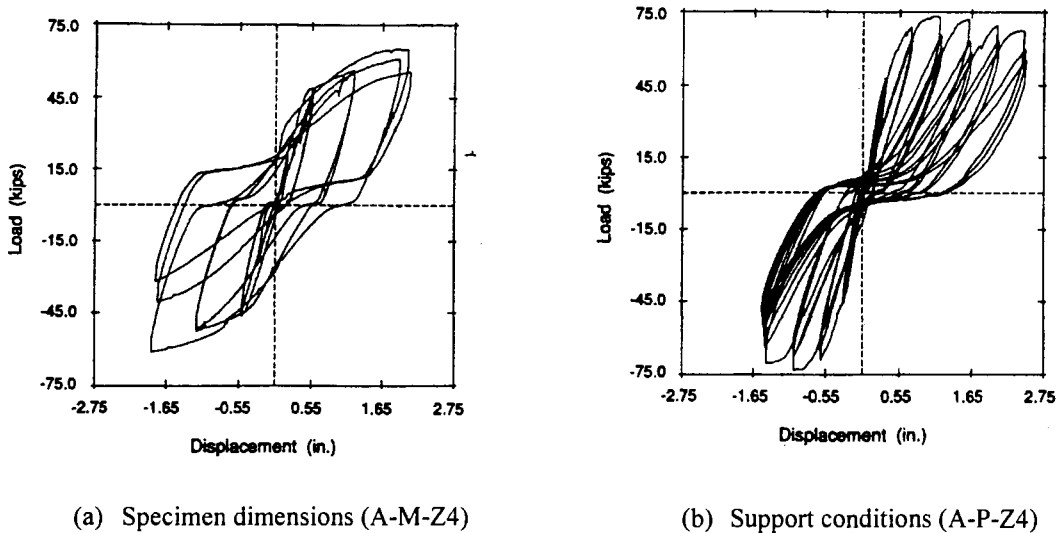 75.0
45.0
15.0
-15.0
-45.0
-75.0
Load (kips)
-2.75 -1.65 -0.55 0.55 1.65 2.75
Displacement (in.)
(a) Specimen dimensions (A-M-Z4)
75.0
45.0
15.0
-15.0
-45.0
-75.0
Load (kips)
-2.75 -1.65 -0.55 0.55 1.65 2.75
Displacement (in.)
(b) Support conditions (A-P-Z4)